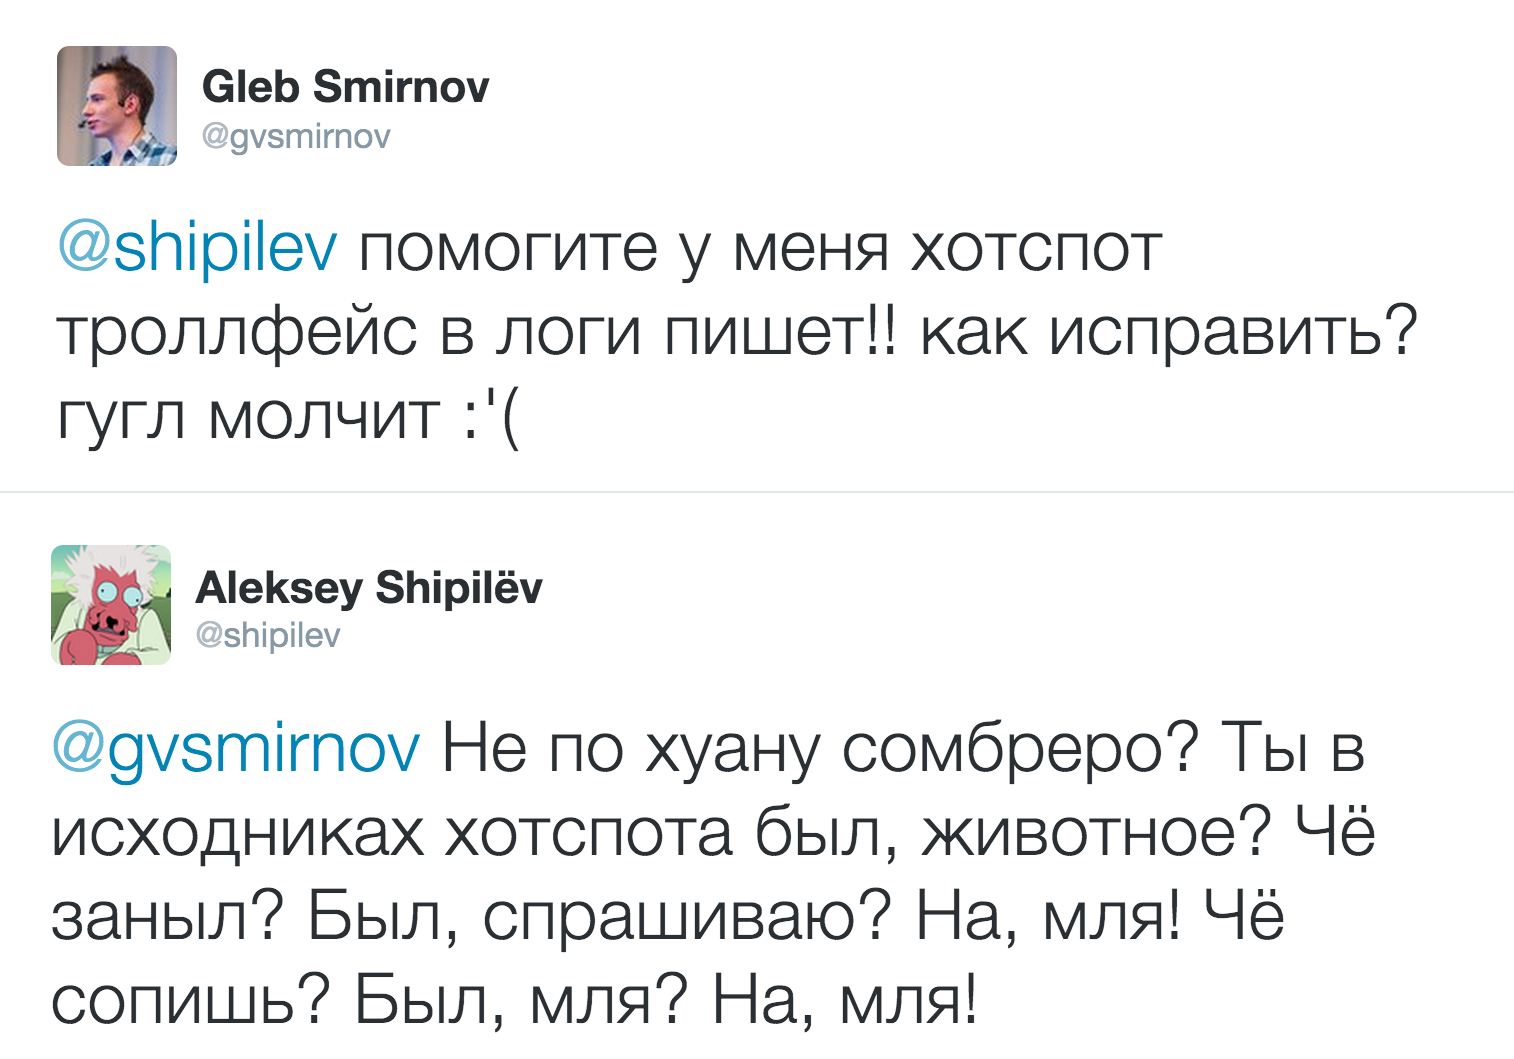 Gleb Smirnov
@gvsmirnov
@shipilev помогите у меня хотспот
троллфейс в логи пишет!! как исправить?
гугл молчит :'(
Aleksey Shipilëv
@shipilev
@gvsmirnov Не по хуану сомбреро? Ты в
исходниках хотспота был, животное? Чё
заныл? Был, спрашиваю? На, мля! Чё
сопишь? Был, мля? На, мля!